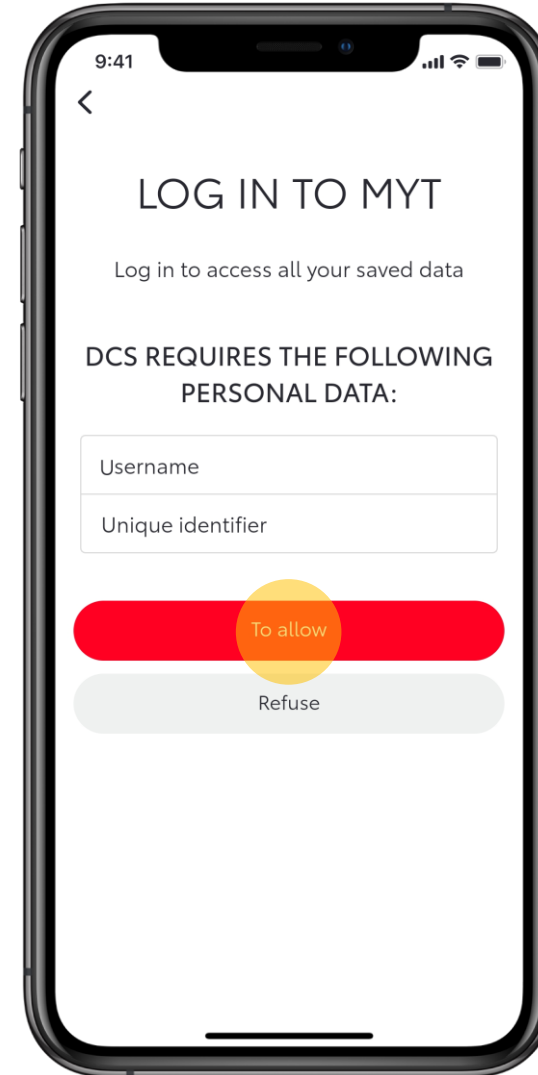 9:41
LOG IN TO MYT
Log in to access all your saved data
DCS REQUIRES THE FOLLOWING
PERSONAL DATA:
Username
Unique identifier
To allow
Refuse